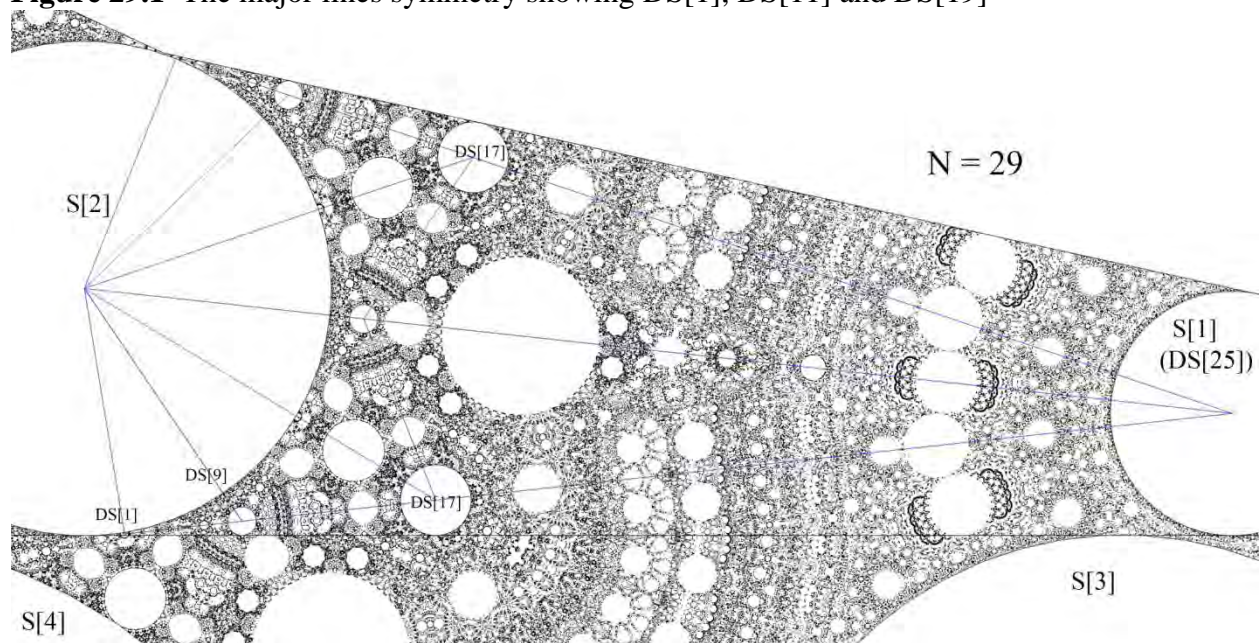 Figure 29.1 The major lines symmetry showing DS[1], DS[11] and DS[19]
DS[17]
N = 29
S[2]
S[1]
(DS[25])
DS[9]
DS[17]
DS[1]
S[3]
S[4]